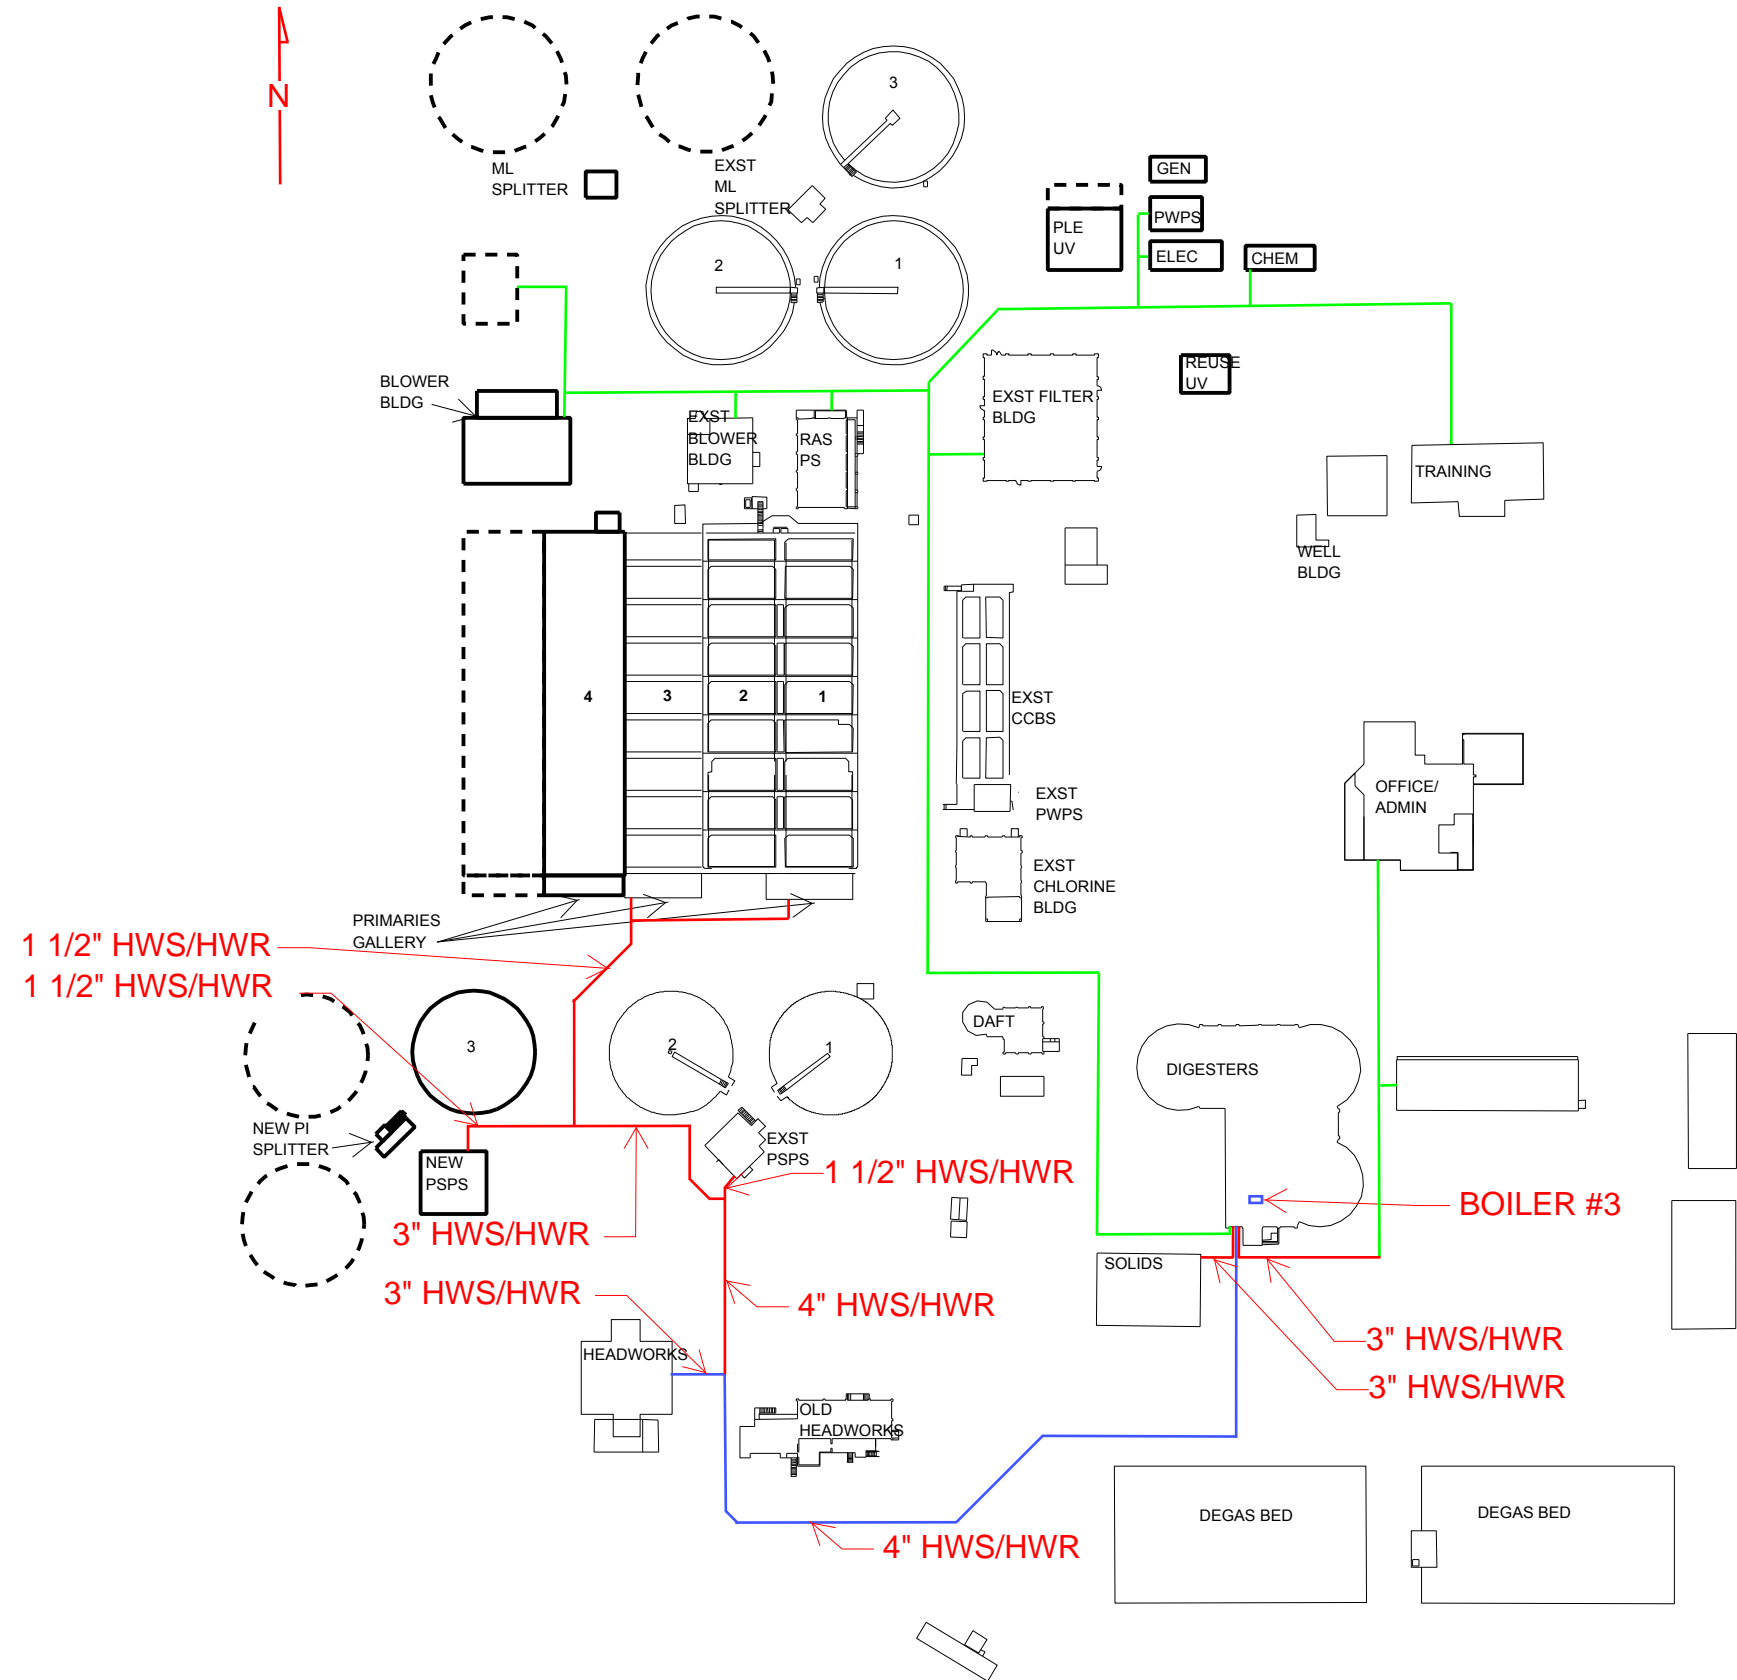 N
3
ML
SPLITTER
EXST
ML
SPLITTER
GEN
PWPS
PLE
UV
ELEC
CHEM
2
1
BLOWER
BLDG
EXST
BLOWER
BLDG
RAS
PS
EXST FILTER
BLDG
REUSE
UV
TRAINING
WELL
BLDG
4
3
2
1
EXST
CCBS
EXST
PWPS
OFFICE/
ADMIN
EXST
CHLORINE
BLDG
PRIMARIES
GALLERY
1 1/2" HWS/HWR
1 1/2" HWS/HWR
3
2
1
DAFT
DIGESTERS
NEW PI
SPLITTER
NEW
PSPS
EXST
PSPS
1 1/2" HWS/HWR
BOILER #3
3" HWS/HWR
SOLIDS
3" HWS/HWR
4" HWS/HWR
3" HWS/HWR
HEADWORKS
3" HWS/HWR
OLD
HEADWORKS
DEGAS BED
DEGAS BED
4" HWS/HWR